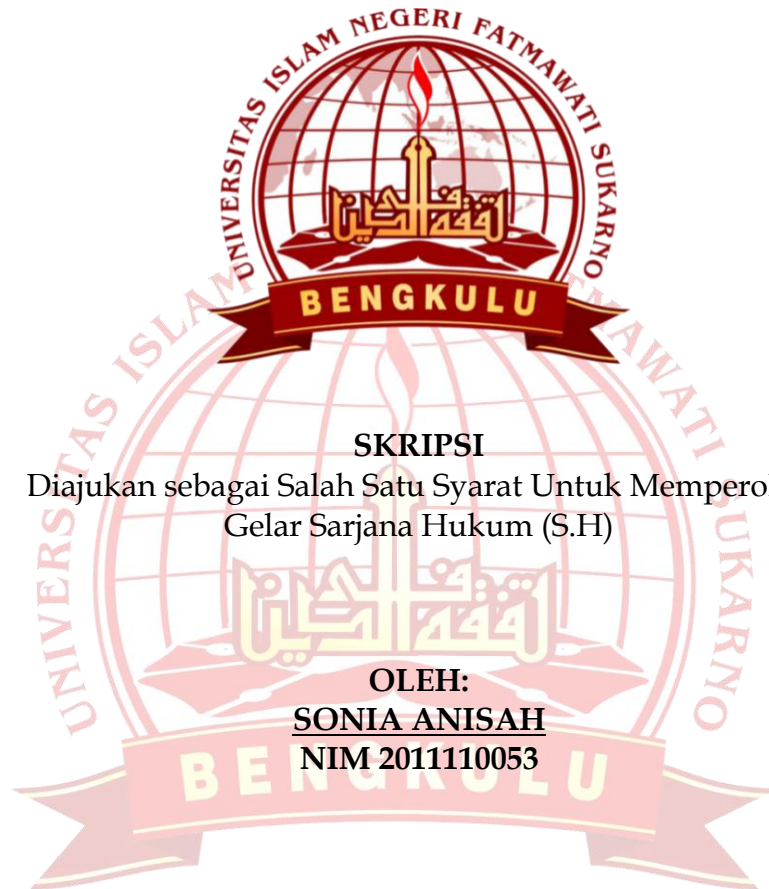 UNIVERSITAS ISLAM NEGERI FATMAWATI SUKARNO
BENGKULU
SKRIPSI
Diajukan sebagai Salah Satu Syarat Untuk Mempero
Gelar Sarjana Hukum (S.H)
OLEH:
SONIA ANISAH
NIM 2011110053
BENGKULU